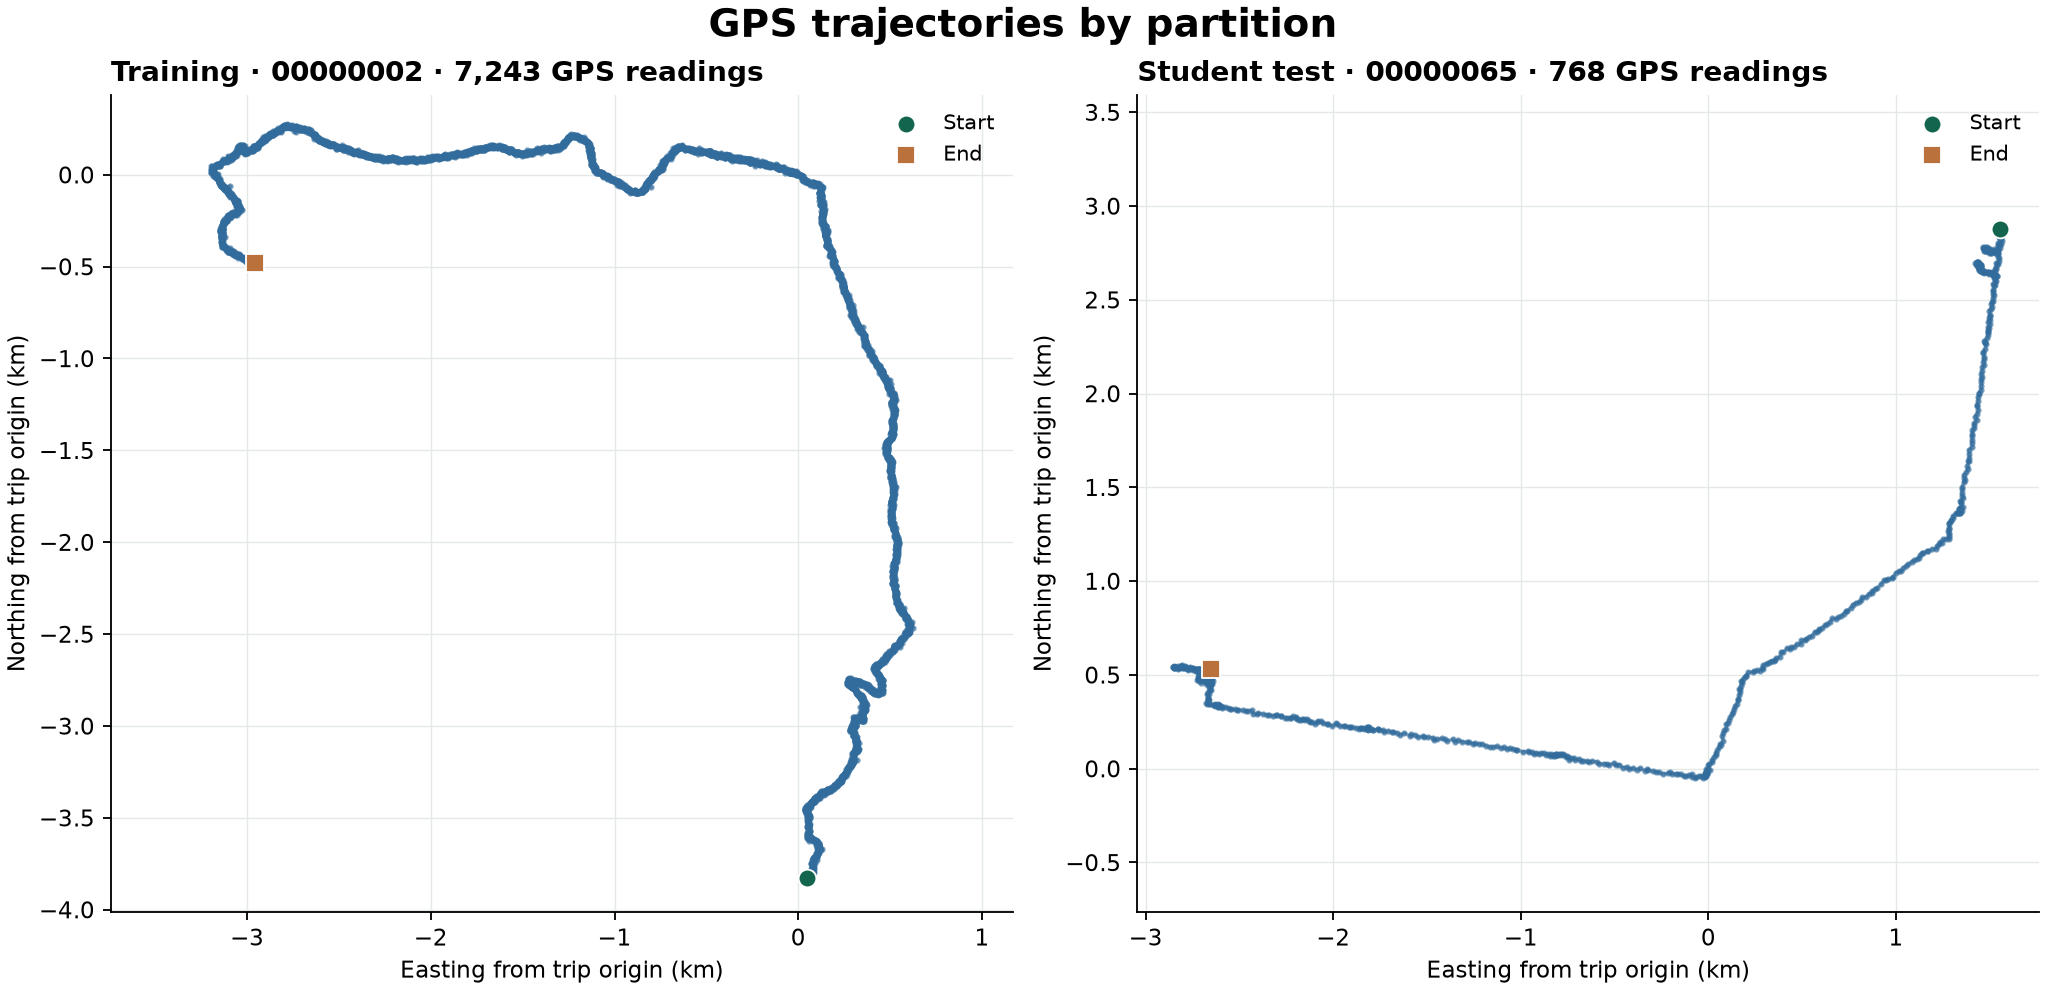 GPS trajectories by partition
Training · 00000002 · 7,243 GPS readings
Start
End
0.0
−0.5
−1.0
−1.5
−2.0
−2.5
−3.0
−3.5
−4.0
−3
−2
−1
0
1
Easting from trip origin (km)
Northing from trip origin (km)
Student test · 00000065 · 768 GPS readings
Start
End
3.5
3.0
2.5
2.0
1.5
1.0
0.5
0.0
−0.5
−3
−2
−1
0
1
Easting from trip origin (km)
Northing from trip origin (km)